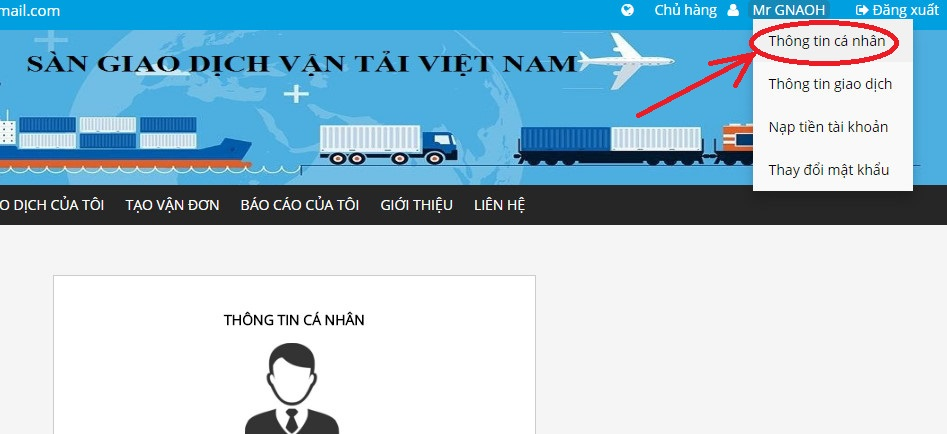 mail.com Chủ hàng Mr GNAOH Đăng xuất
SÀN GIAO DỊCH VẬN TẢI VIỆT NAM
Thông tin cá nhân
Thông tin giao dịch
Nạp tiền tài khoản
Thay đổi mật khẩu
O DỊCH CỦA TÔI TẠO VẬN ĐƠN BÁO CÁO CỦA TÔI GIỚI THIỆU LIÊN HỆ
THÔNG TIN CÁ NHÂN